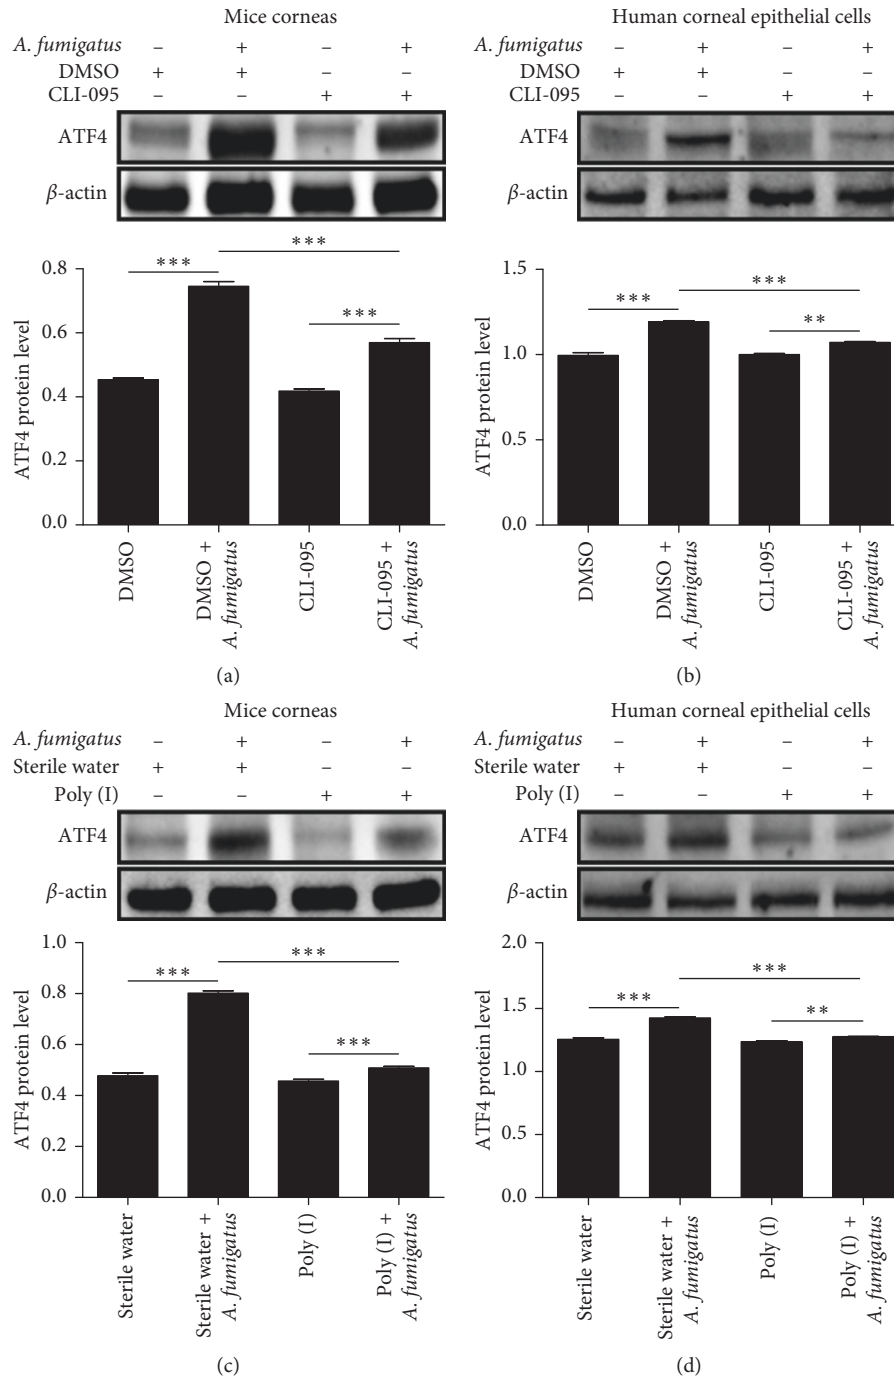 Mice corneas
A. fumigatus – + – +
DMSO + + – –
CLI-095 – – + +
ATF4
β-actin
ATF4 protein level
0.8
0.6
0.4
0.2
0.0
***
***
***
DMSO
DMSO +
A. fumigatus
CLI-095
CLI-095 +
A. fumigatus
(a)
Human corneal epithelial cells
A. fumigatus – + – +
DMSO + + – –
CLI-095 – – + +
ATF4
β-actin
ATF4 protein level
1.5
1.0
0.5
0.0
***
***
**
DMSO
DMSO +
A. fumigatus
CLI-095
CLI-095 +
A. fumigatus
(b)
Mice corneas
A. fumigatus – + – +
Sterile water + + – –
Poly (I) – – + +
ATF4
β-actin
ATF4 protein level
1.0
0.8
0.6
0.4
0.2
0.0
***
***
***
Sterile water
Sterile water +
A. fumigatus
Poly (I)
Poly (I) +
A. fumigatus
(c)
Human corneal epithelial cells
A. fumigatus – + – +
Sterile water + + – –
Poly (I) – – + +
ATF4
β-actin
ATF4 protein level
2.0
1.5
1.0
0.5
0.0
***
***
**
Sterile water
Sterile water +
A. fumigatus
Poly (I)
Poly (I) +
A. fumigatus
(d)